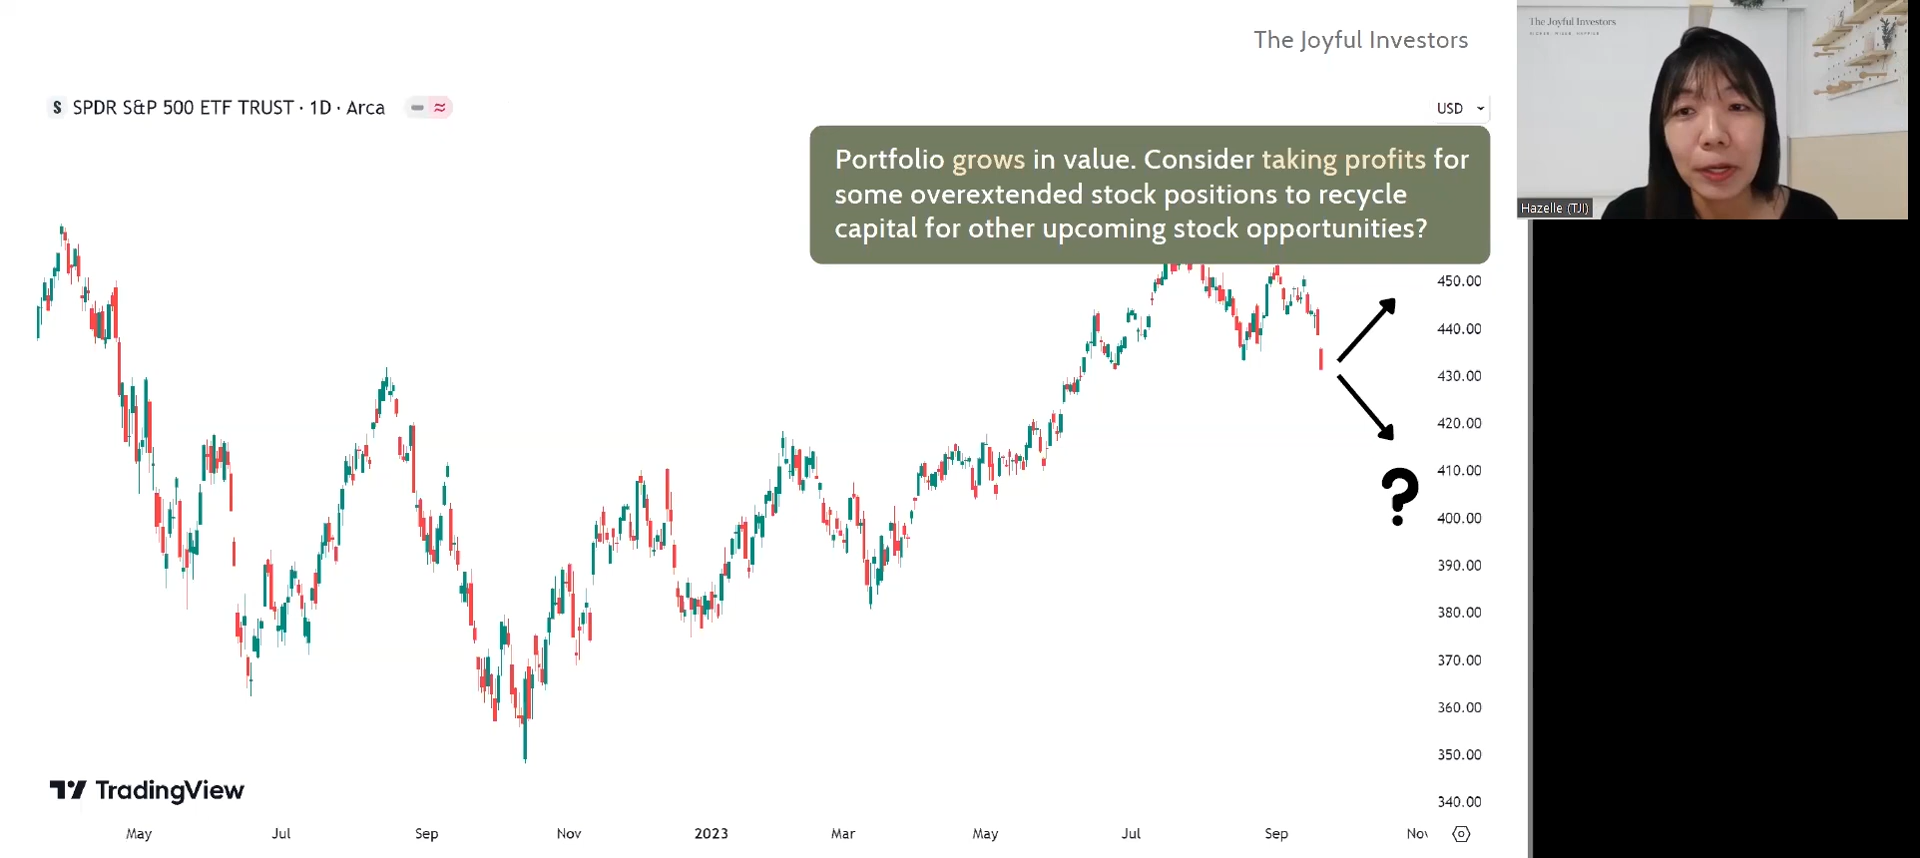 The Joyful Investors
The Joyful Investors
Hazelle (TJI)
S SPDR S&P 500 ETF TRUST · 1D · Arca
USD
Portfolio grows in value. Consider taking profits for
some overextended stock positions to recycle
capital for other upcoming stock opportunities?
450.00
440.00
430.00
420.00
410.00
?
400.00
390.00
380.00
370.00
360.00
350.00
340.00
TradingView
May Jul Sep Nov 2023 Mar May Jul Sep Nov